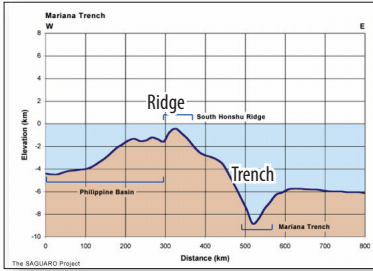 Mariana Trench
W E
8
6
4
2
0
-2
-4
-6
-8
-10
Elevation (km)
Ridge
South Honshu Ridge
Trench
Philippine Basin
Mariana Trench
0 100 200 300 400 500 600 700 800
Distance (km)
The SAGUARO Project